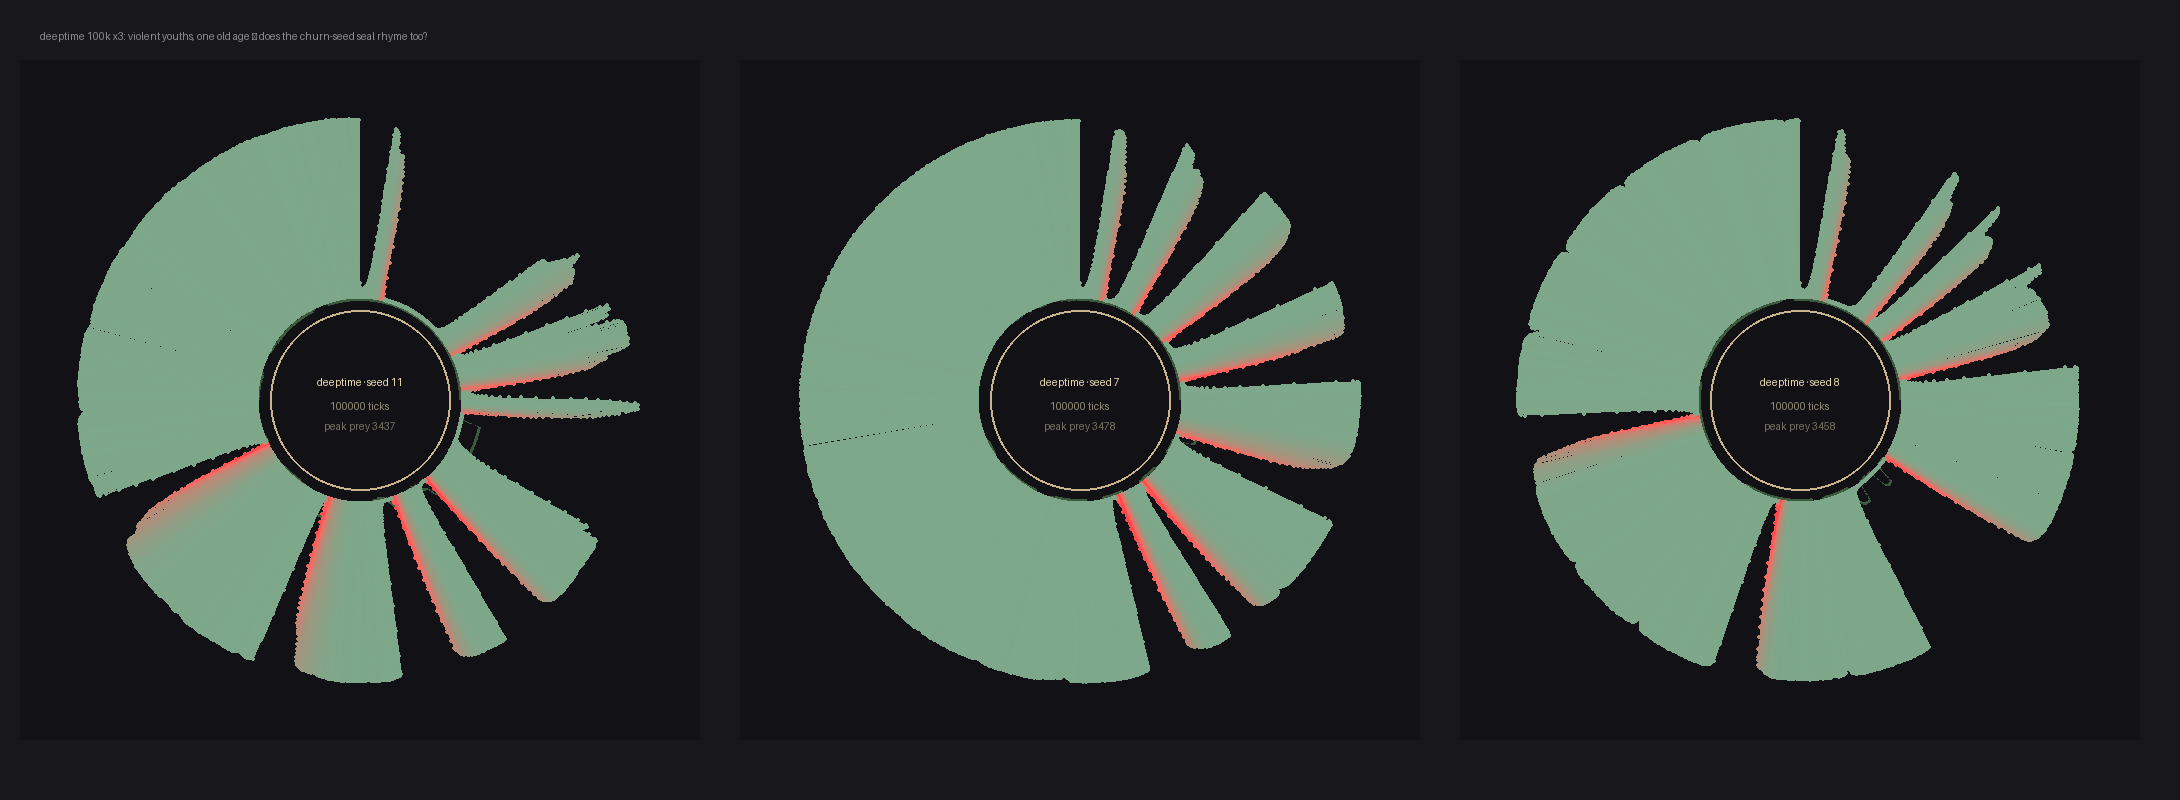 deeptime 100k x3: violent youths, one old age ▯ does the churn-seed seal rhyme too?
deeptime · seed 11
100000 ticks
peak prey 3437
deeptime · seed 7
100000 ticks
peak prey 3478
deeptime · seed 8
100000 ticks
peak prey 3458